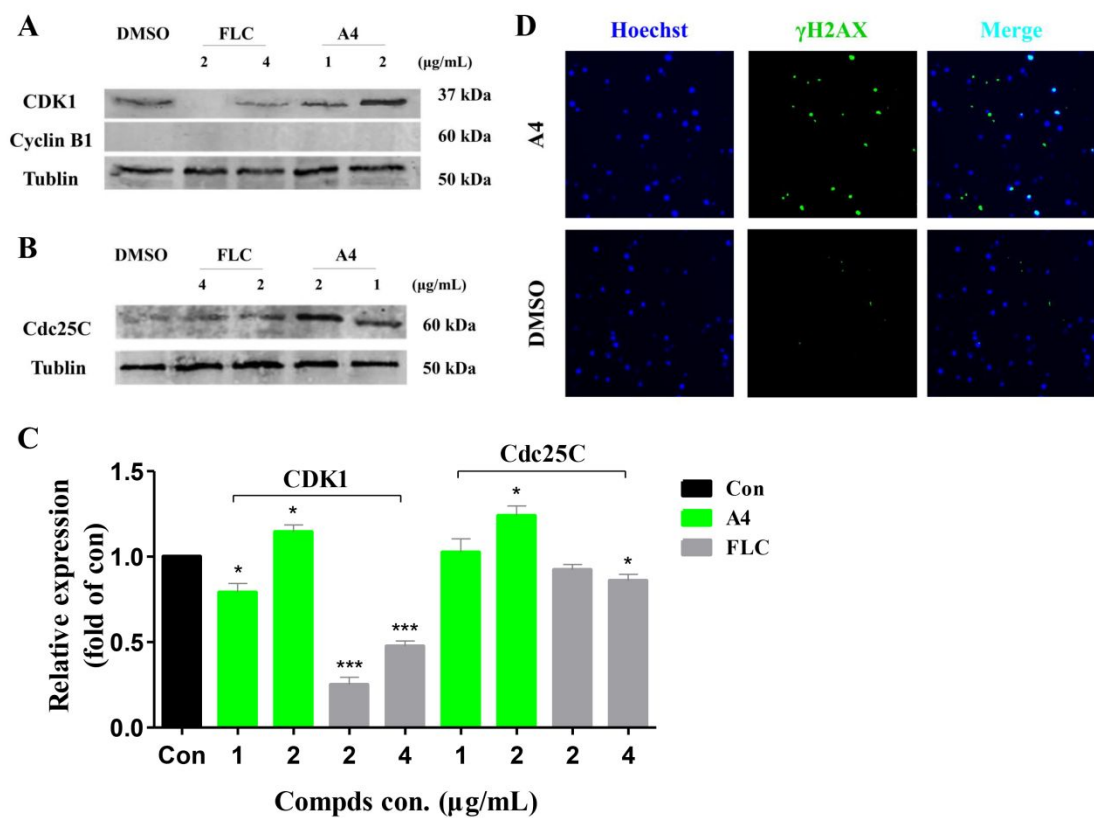 A
DMSO FLC A4
2 4 1 2 (μg/mL)
CDK1 37 kDa
Cyclin B1 60 kDa
Tublin 50 kDa
B
DMSO FLC A4
4 2 2 1 (μg/mL)
Cdc25C 60 kDa
Tublin 50 kDa
C
Relative expression
(fold of con)
1.5
1.0
0.5
0.0
CDK1
Cdc25C
* * *** *** * *
Con 1 2 2 4 1 2 2 4
Compds con. (μg/mL)
Con
A4
FLC
D
Hoechst γH2AX Merge
A4
DMSO